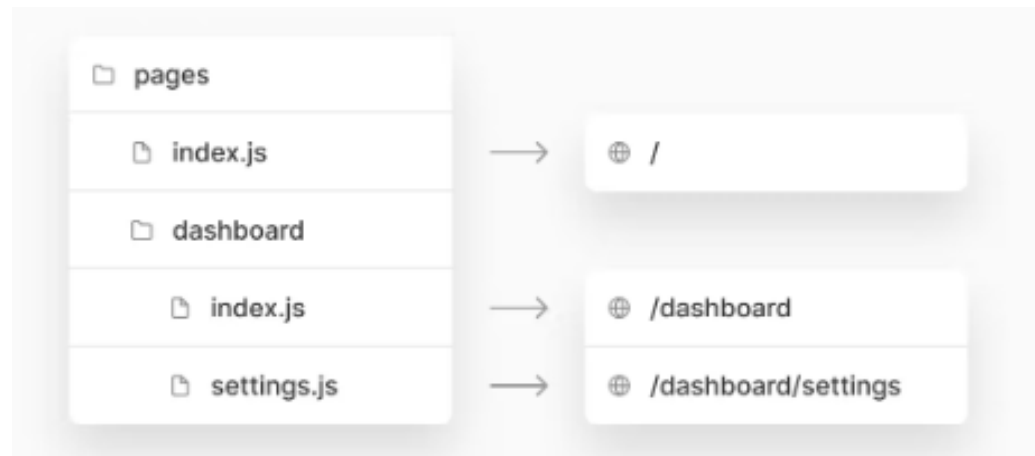 pages
index.js
/
dashboard
index.js
/dashboard
settings.js
/dashboard/settings